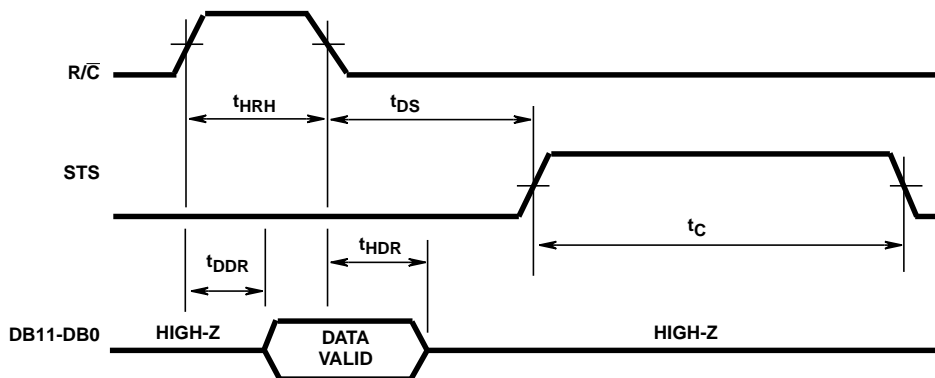 R/C̅
tHRH
tDS
STS
tC
tDDR
tHDR
DB11-DB0
HIGH-Z
DATA
VALID
HIGH-Z